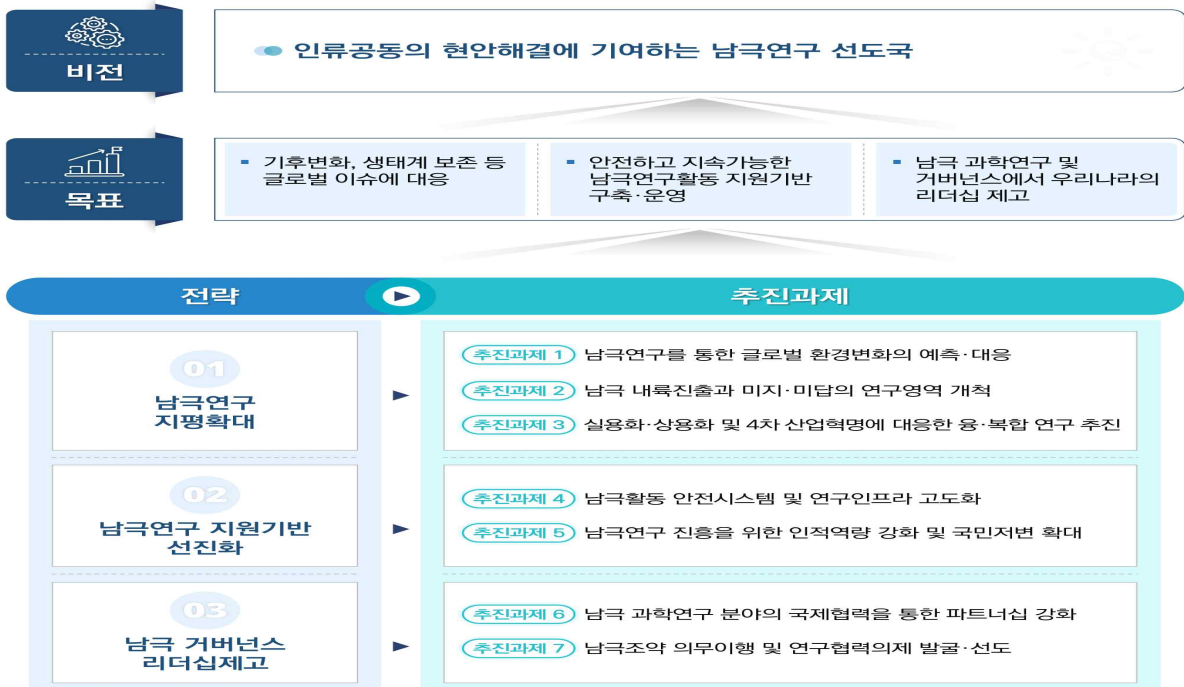 비전
인류공동의 현안해결에 기여하는 남극연구 선도국
목표
▪ 기후변화, 생태계 보존 등
글로벌 이슈에 대응
▪ 안전하고 지속가능한
남극연구활동 지원기반
구축·운영
▪ 남극 과학연구 및
거버넌스에서 우리나라의
리더십 제고
전략
추진과제
01
남극연구
지평확대
추진과제 1 남극연구를 통한 글로벌 환경변화의 예측·대응
추진과제 2 남극 내륙진출과 미지·미답의 연구영역 개척
추진과제 3 실용화·상용화 및 4차 산업혁명에 대응한 융·복합 연구 추진
02
남극연구 지원기반
선진화
추진과제 4 남극활동 안전시스템 및 연구인프라 고도화
추진과제 5 남극연구 진흥을 위한 인적역량 강화 및 국민저변 확대
03
남극 거버넌스
리더십제고
추진과제 6 남극 과학연구 분야의 국제협력을 통한 파트너십 강화
추진과제 7 남극조약 의무이행 및 연구협력의제 발굴·선도